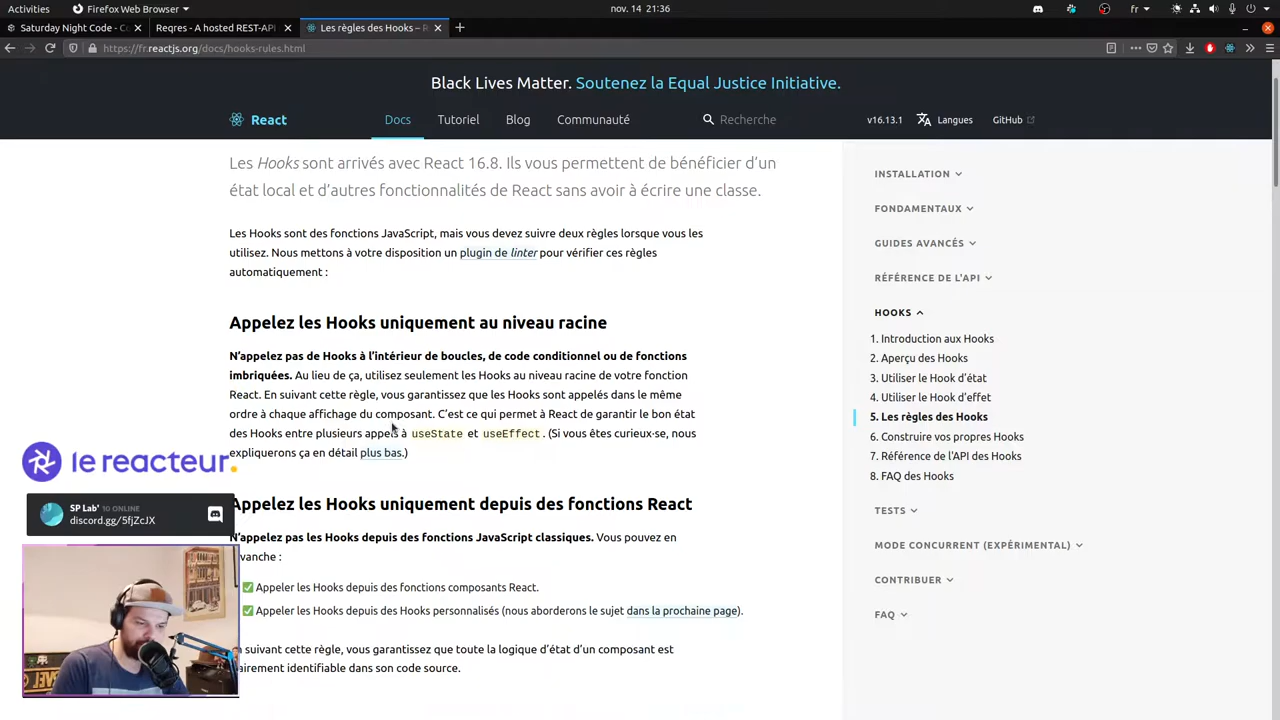 Activities
Firefox Web Browser
nov. 14 21:36
fr
Saturday Night Code - C
Reqres - A hosted REST-API
Les règles des Hooks – R
https://fr.reactjs.org/docs/hooks-rules.html
Black Lives Matter. Soutenez la Equal Justice Initiative.
React
Docs
Tutoriel
Blog
Communauté
Recherche
v16.13.1
Langues
GitHub
Les Hooks sont arrivés avec React 16.8. Ils vous permettent de bénéficier d’un
état local et d’autres fonctionnalités de React sans avoir à écrire une classe.
Les Hooks sont des fonctions JavaScript, mais vous devez suivre deux règles lorsque vous les
utilisez. Nous mettons à votre disposition un plugin de linter pour vérifier ces règles
automatiquement :
Appelez les Hooks uniquement au niveau racine
N’appelez pas de Hooks à l’intérieur de boucles, de code conditionnel ou de fonctions
imbriquées. Au lieu de ça, utilisez seulement les Hooks au niveau racine de votre fonction
React. En suivant cette règle, vous garantissez que les Hooks sont appelés dans le même
ordre à chaque affichage du composant. C’est ce qui permet à React de garantir le bon état
des Hooks entre plusieurs appels à useState et useEffect. (Si vous êtes curieux·se, nous
expliquerons ça en détail plus bas.)
Appelez les Hooks uniquement depuis des fonctions React
N’appelez pas les Hooks depuis des fonctions JavaScript classiques. Vous pouvez en
vanche :
✅ Appeler les Hooks depuis des fonctions composants React.
✅ Appeler les Hooks depuis des Hooks personnalisés (nous aborderons le sujet dans la prochaine page).
suivant cette règle, vous garantissez que toute la logique d’état d’un composant est
airement identifiable dans son code source.
INSTALLATION
FONDAMENTAUX
GUIDES AVANCÉS
RÉFÉRENCE DE L'API
HOOKS
1. Introduction aux Hooks
2. Aperçu des Hooks
3. Utiliser le Hook d’état
4. Utiliser le Hook d’effet
5. Les règles des Hooks
6. Construire vos propres Hooks
7. Référence de l’API des Hooks
8. FAQ des Hooks
TESTS
MODE CONCURRENT (EXPÉRIMENTAL)
CONTRIBUER
FAQ
le reacteur.
SP Lab' 10 ONLINE
discord.gg/5fjZcJX